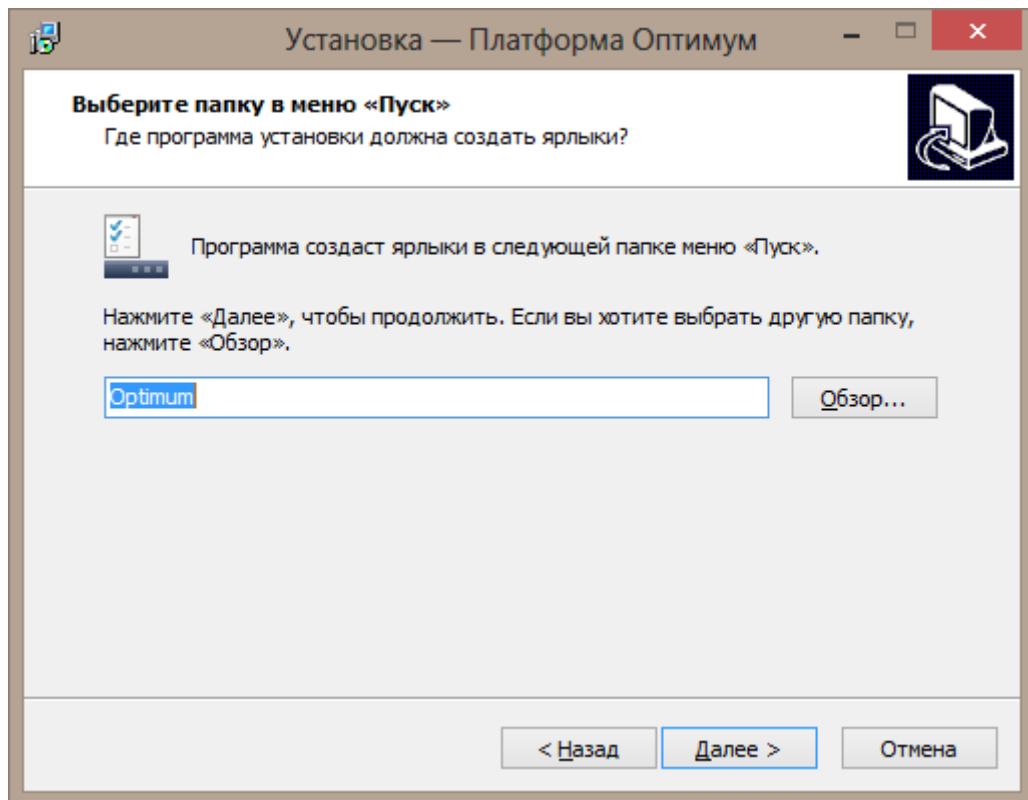 Установка — Платформа Оптимум
Выберите папку в меню «Пуск»
Где программа установки должна создать ярлыки?
Программа создаст ярлыки в следующей папке меню «Пуск».
Нажмите «Далее», чтобы продолжить. Если вы хотите выбрать другую папку,
нажмите «Обзор».
Optimum
Обзор...
< Назад
Далее >
Отмена